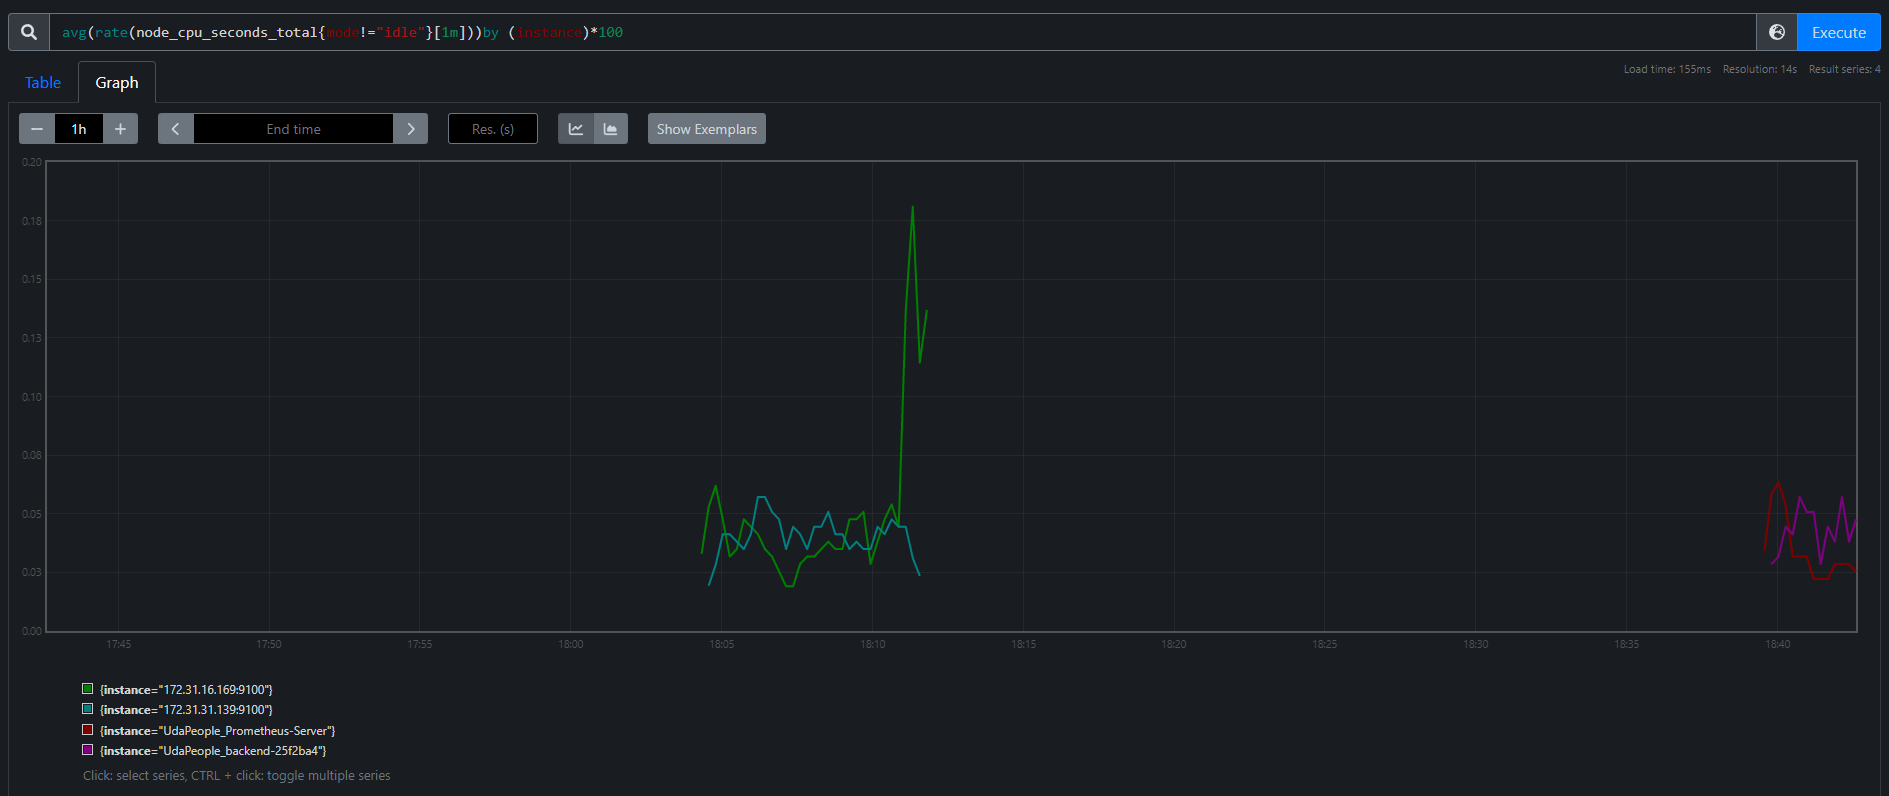 avg(rate(node_cpu_seconds_total{mode!="idle"}[1m]))by (instance)*100
Execute
Load time: 155ms Resolution: 14s Result series: 4
Table
Graph
1h
End time
Res. (s)
Show Exemplars
0.20
0.18
0.15
0.13
0.10
0.08
0.05
0.03
0.00
17:45 17:50 17:55 18:00 18:05 18:10 18:15 18:20 18:25 18:30 18:35 18:40
{instance="172.31.16.169:9100"}
{instance="172.31.31.139:9100"}
{instance="UdaPeople_Prometheus-Server"}
{instance="UdaPeople_backend-25f2ba4"}
Click: select series, CTRL + click: toggle multiple series